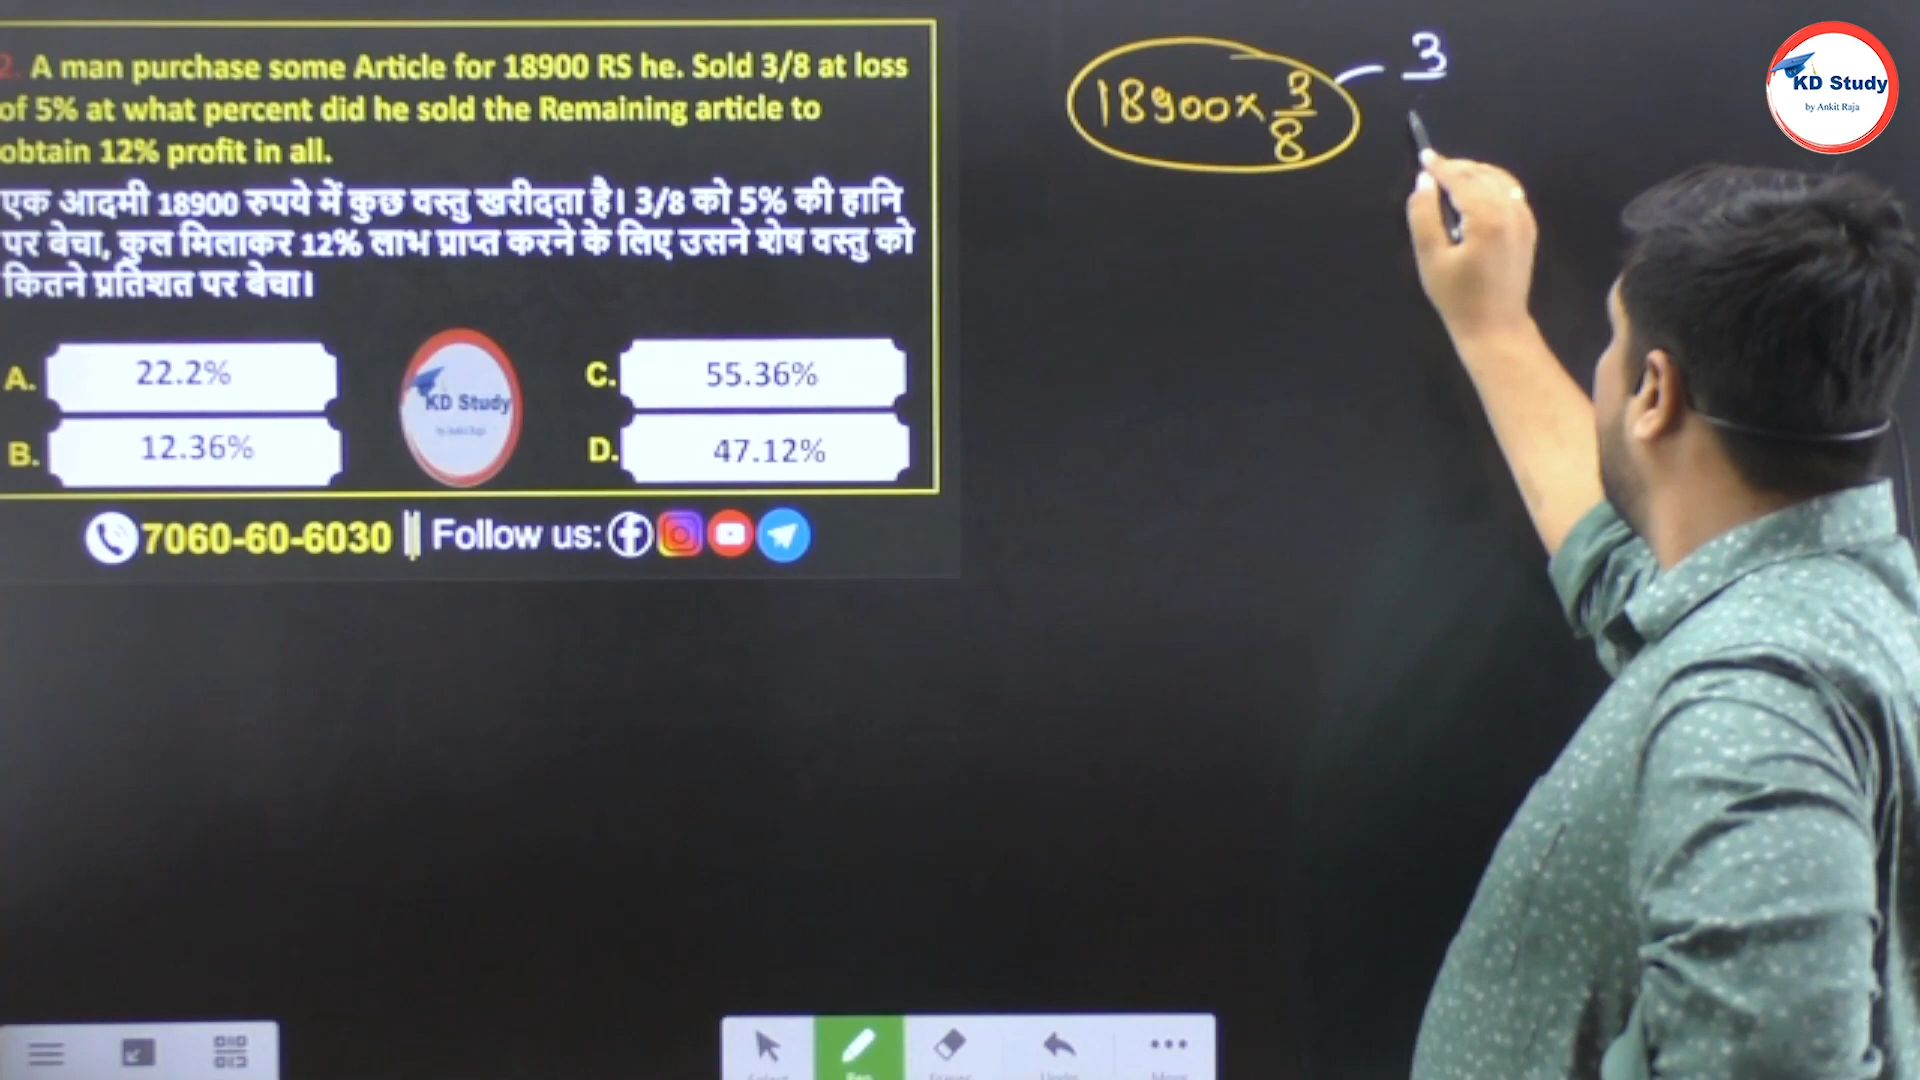 2. A man purchase some Article for 18900 RS he. Sold 3/8 at loss
of 5% at what percent did he sold the Remaining article to
obtain 12% profit in all.
एक आदमी 18900 रुपये में कुछ वस्तु खरीदता है। 3/8 को 5% की हानि
पर बेचा, कुल मिलाकर 12% लाभ प्राप्त करने के लिए उसने शेष वस्तु को
कितने प्रतिशत पर बेचा।
A. 22.2%
C. 55.36%
B. 12.36%
D. 47.12%
KD Study
by Ankit Raja
7060-60-6030 || Follow us:
18900×3/8
3
KD Study
by Ankit Raja